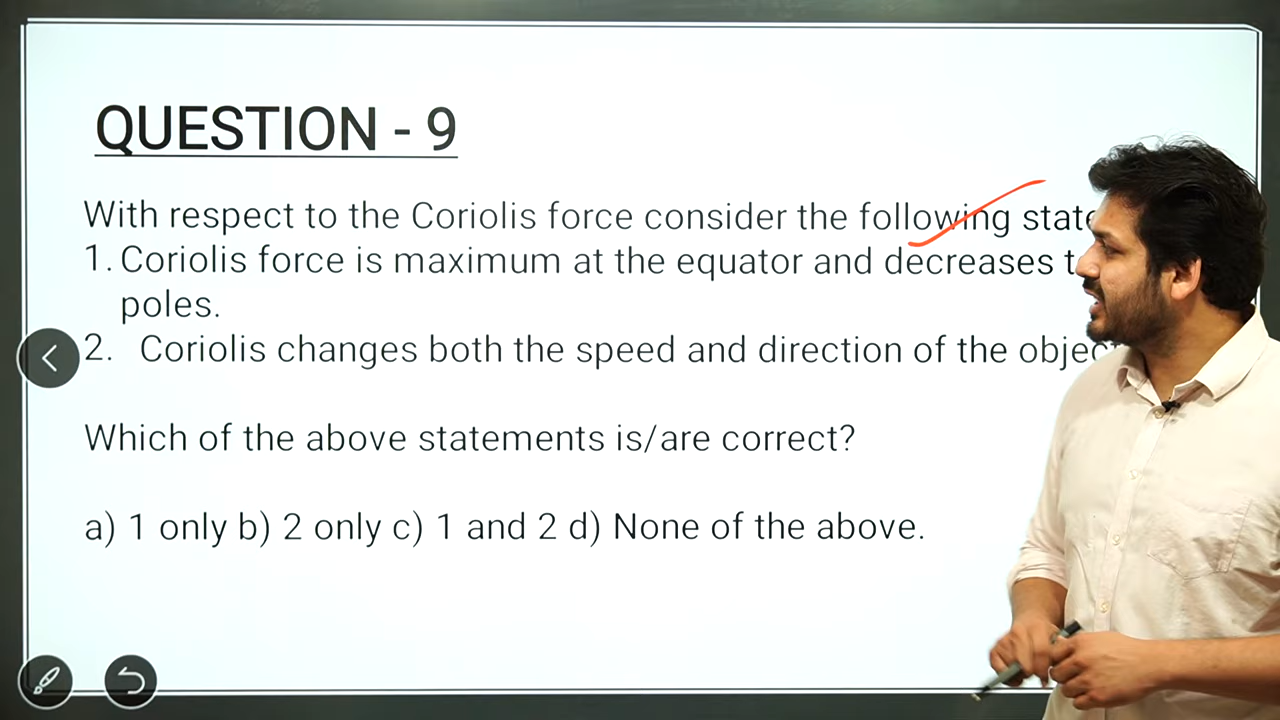 QUESTION - 9
With respect to the Coriolis force consider the following
1. Coriolis force is maximum at the equator and decreases
poles.
2. Coriolis changes both the speed and direction of the
Which of the above statements is/are correct?
a) 1 only b) 2 only c) 1 and 2 d) None of the above.